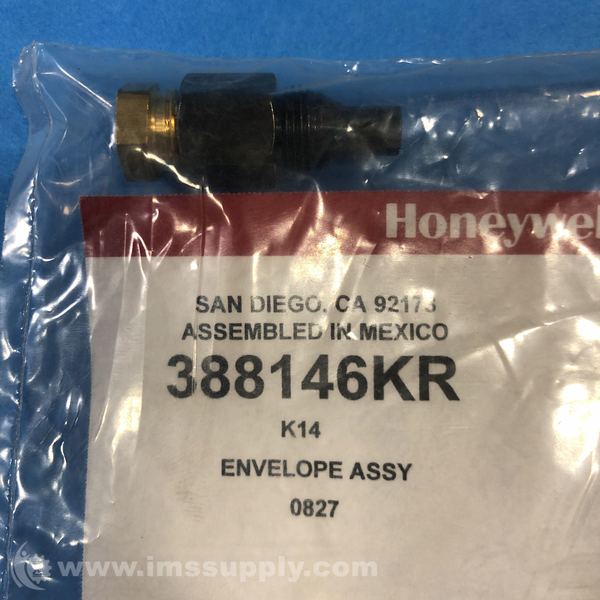 Honeywel
SAN DIEGO, CA 92173
ASSEMBLED IN MEXICO
388146KR
K14
ENVELOPE ASSY
0827
www.imssupply.com